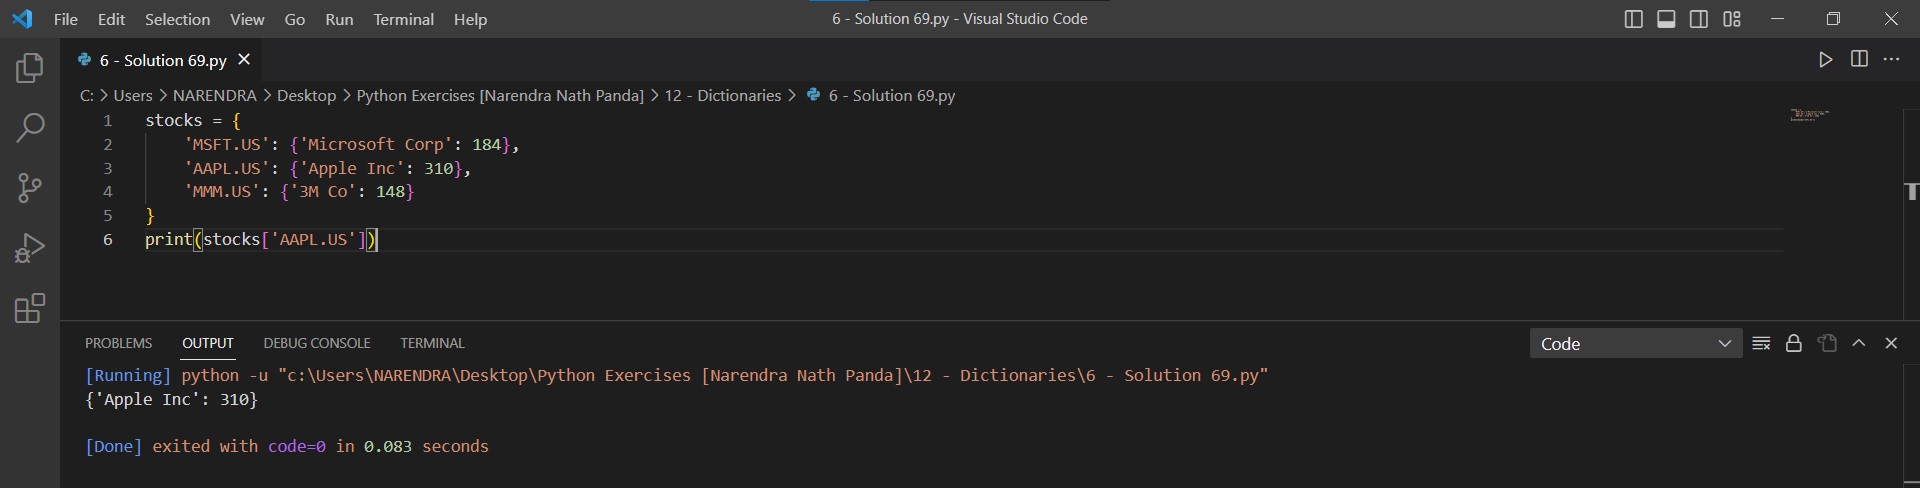 File Edit Selection View Go Run Terminal Help 6 - Solution 69.py - Visual Studio Code
6 - Solution 69.py
C: > Users > NARENDRA > Desktop > Python Exercises [Narendra Nath Panda] > 12 - Dictionaries > 6 - Solution 69.py
1 stocks = {
2     'MSFT.US': {'Microsoft Corp': 184},
3     'AAPL.US': {'Apple Inc': 310},
4     'MMM.US': {'3M Co': 148}
5 }
6 print(stocks['AAPL.US'])
PROBLEMS OUTPUT DEBUG CONSOLE TERMINAL Code
[Running] python -u "c:\Users\NARENDRA\Desktop\Python Exercises [Narendra Nath Panda]\12 - Dictionaries\6 - Solution 69.py"
{'Apple Inc': 310}
[Done] exited with code=0 in 0.083 seconds